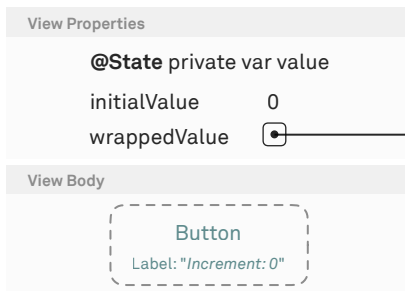 View Properties
@State private var value
initialValue 0
wrappedValue
View Body
Button
Label: "Increment: 0"